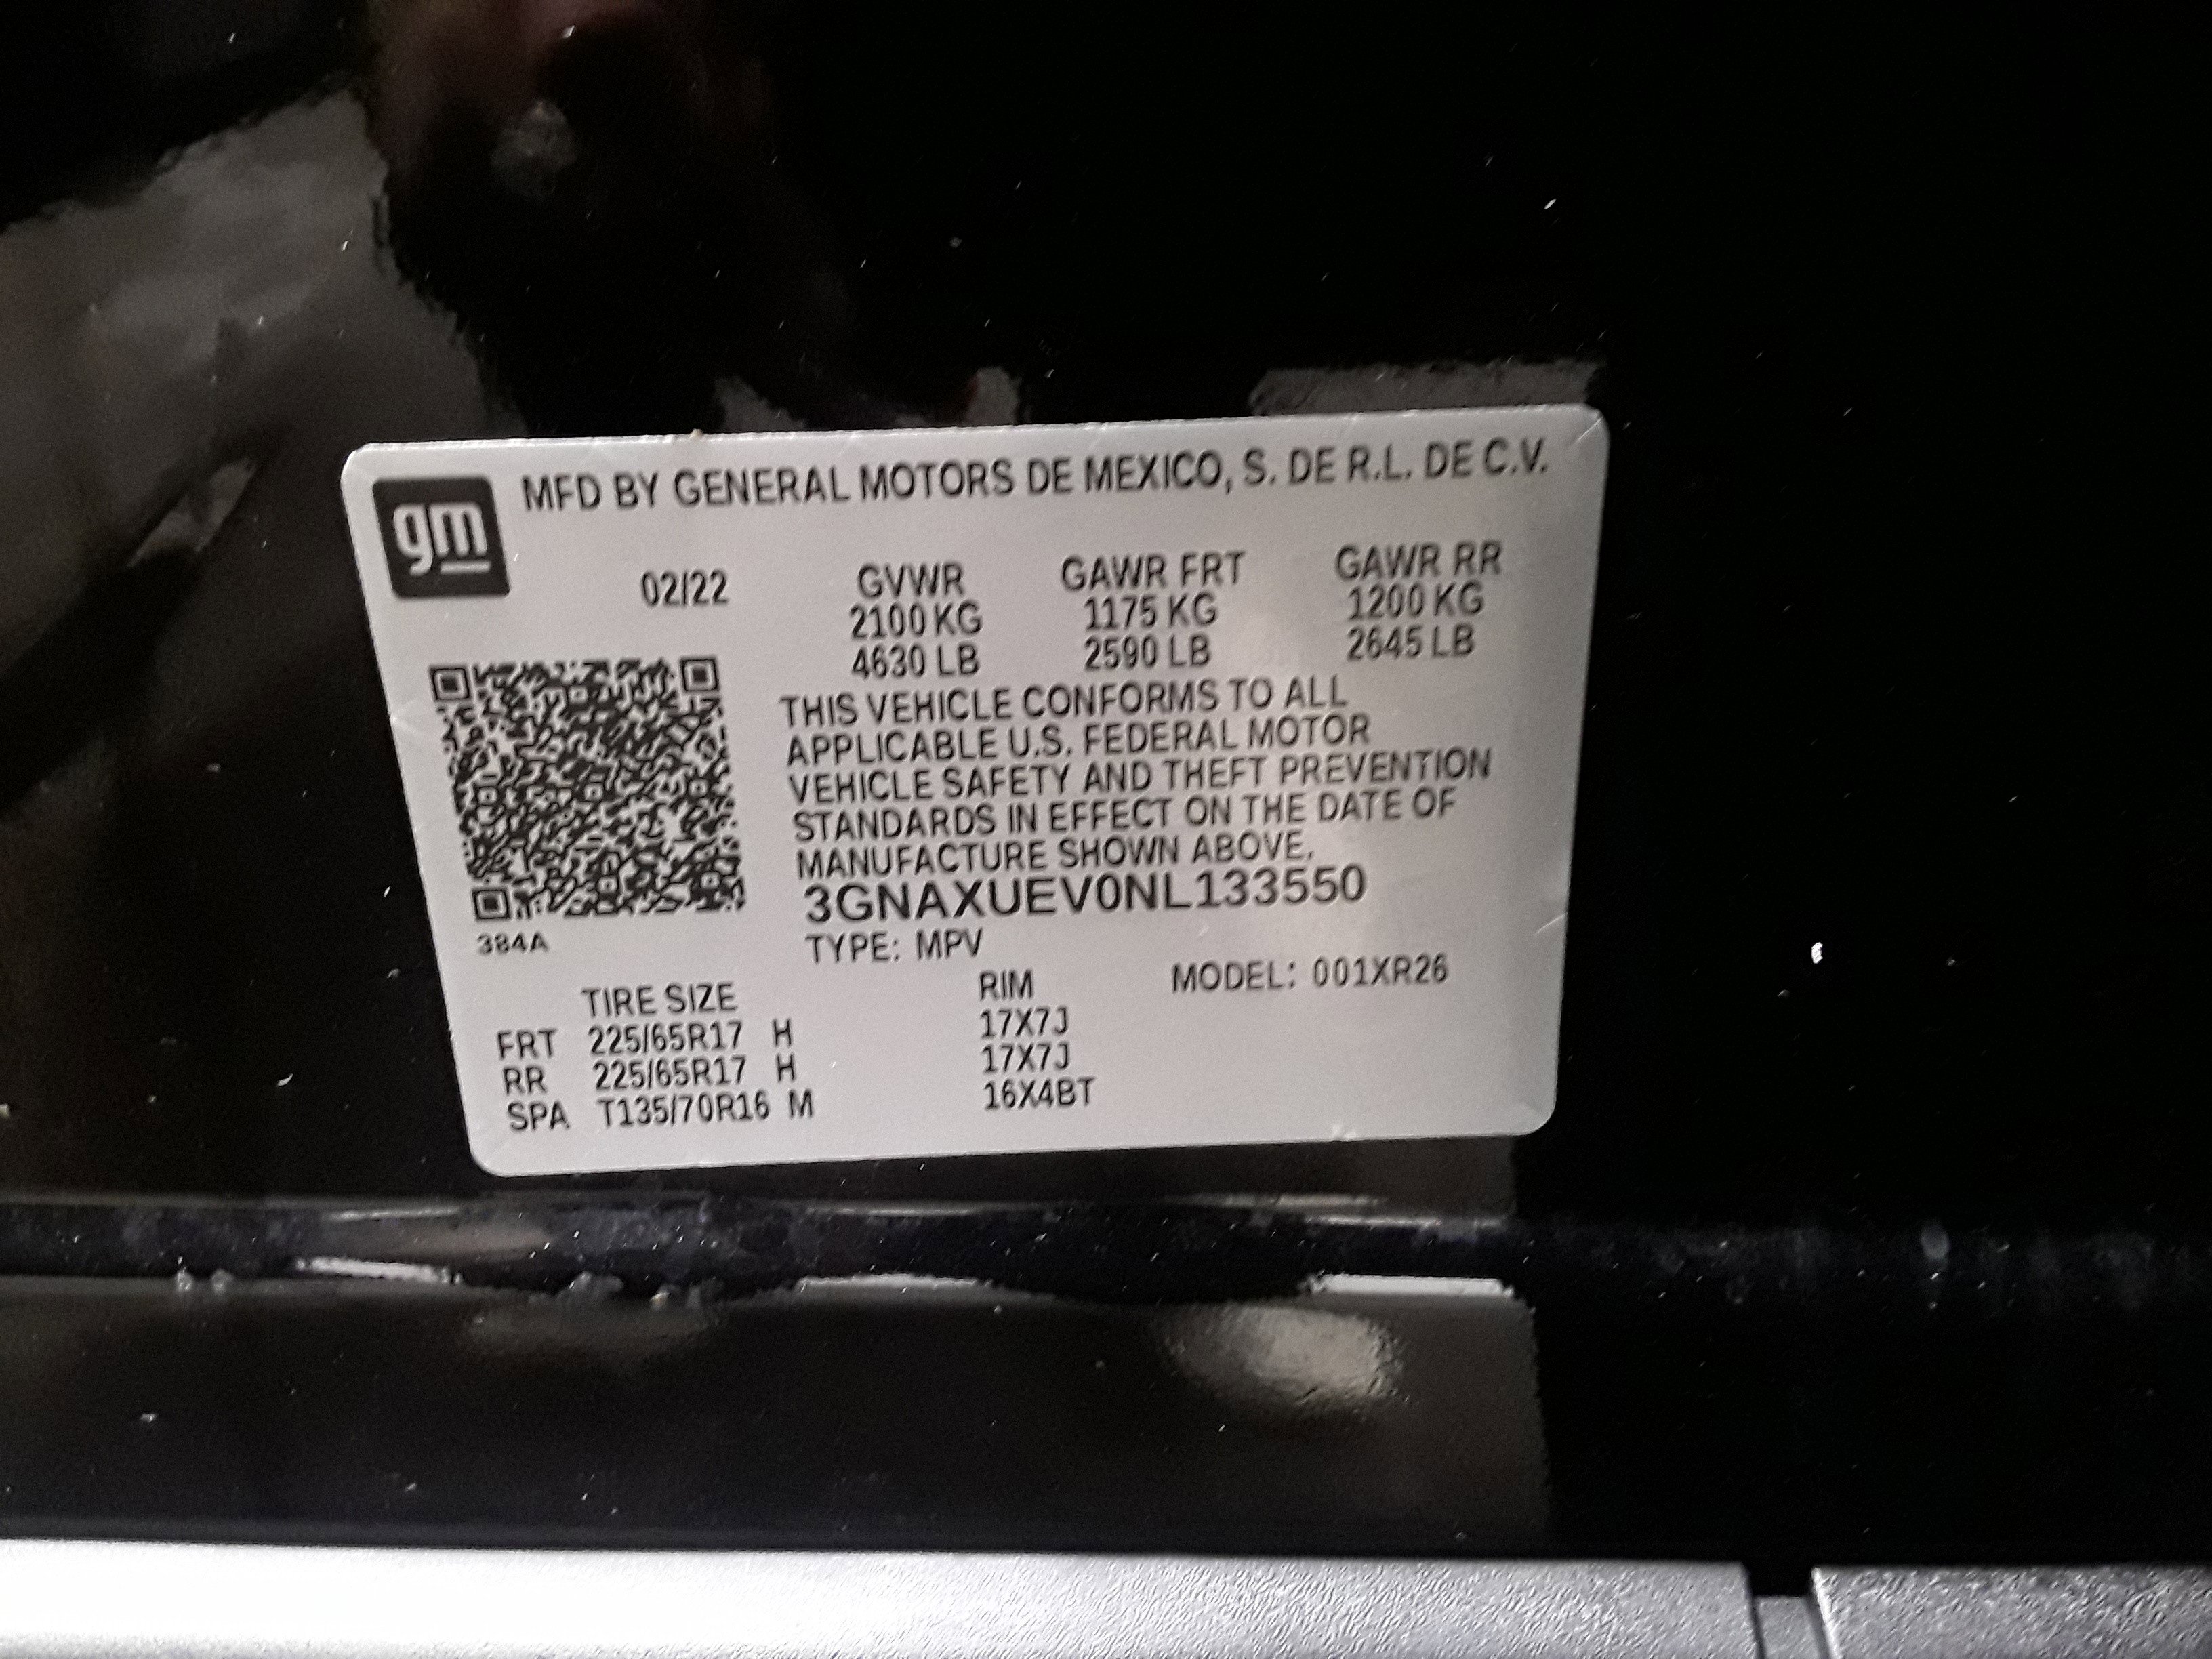 gm MFD BY GENERAL MOTORS DE MEXICO, S. DE R.L. DE C.V.
02/22 GVWR GAWR FRT GAWR RR
2100 KG 1175 KG 1200 KG
4630 LB 2590 LB 2645 LB
THIS VEHICLE CONFORMS TO ALL
APPLICABLE U.S. FEDERAL MOTOR
VEHICLE SAFETY AND THEFT PREVENTION
STANDARDS IN EFFECT ON THE DATE OF
MANUFACTURE SHOWN ABOVE.
3GNAXUEV0NL133550
384A
TYPE: MPV MODEL: 001XR26
TIRE SIZE RIM
FRT 225/65R17 H 17X7J
RR 225/65R17 H 17X7J
SPA T135/70R16 M 16X4BT